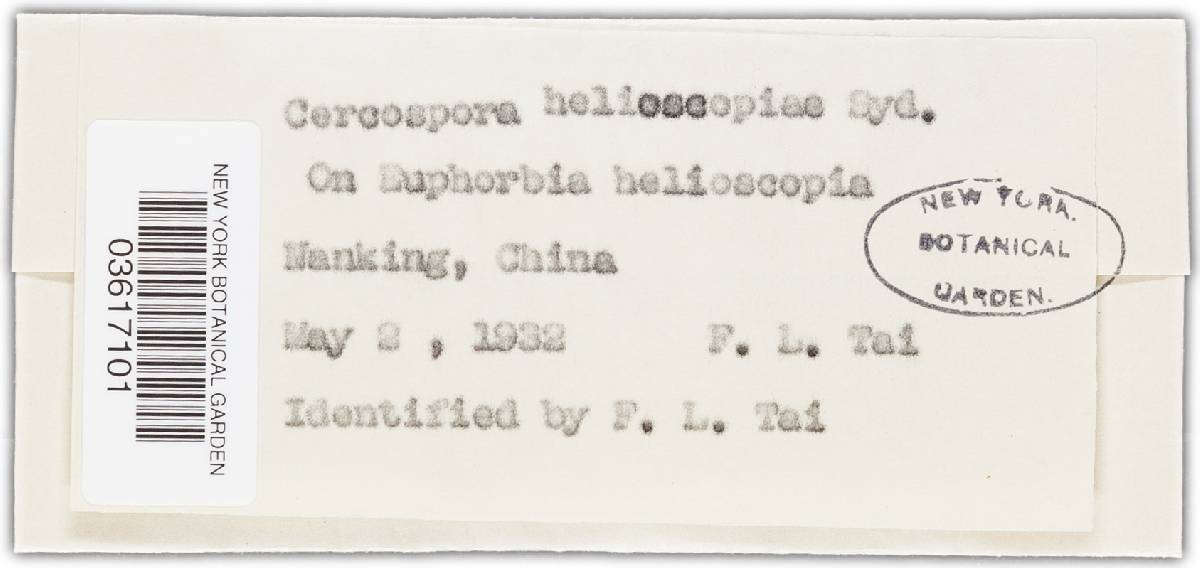 Cercospora helioscopiae Syd.
On Euphorbia helioscopia
Nanking, China
May 2 , 1932 F. L. Tai
Identified by F. L. Tai
NEW YORK
BOTANICAL
GARDEN.
NEW YORK BOTANICAL GARDEN
03617101